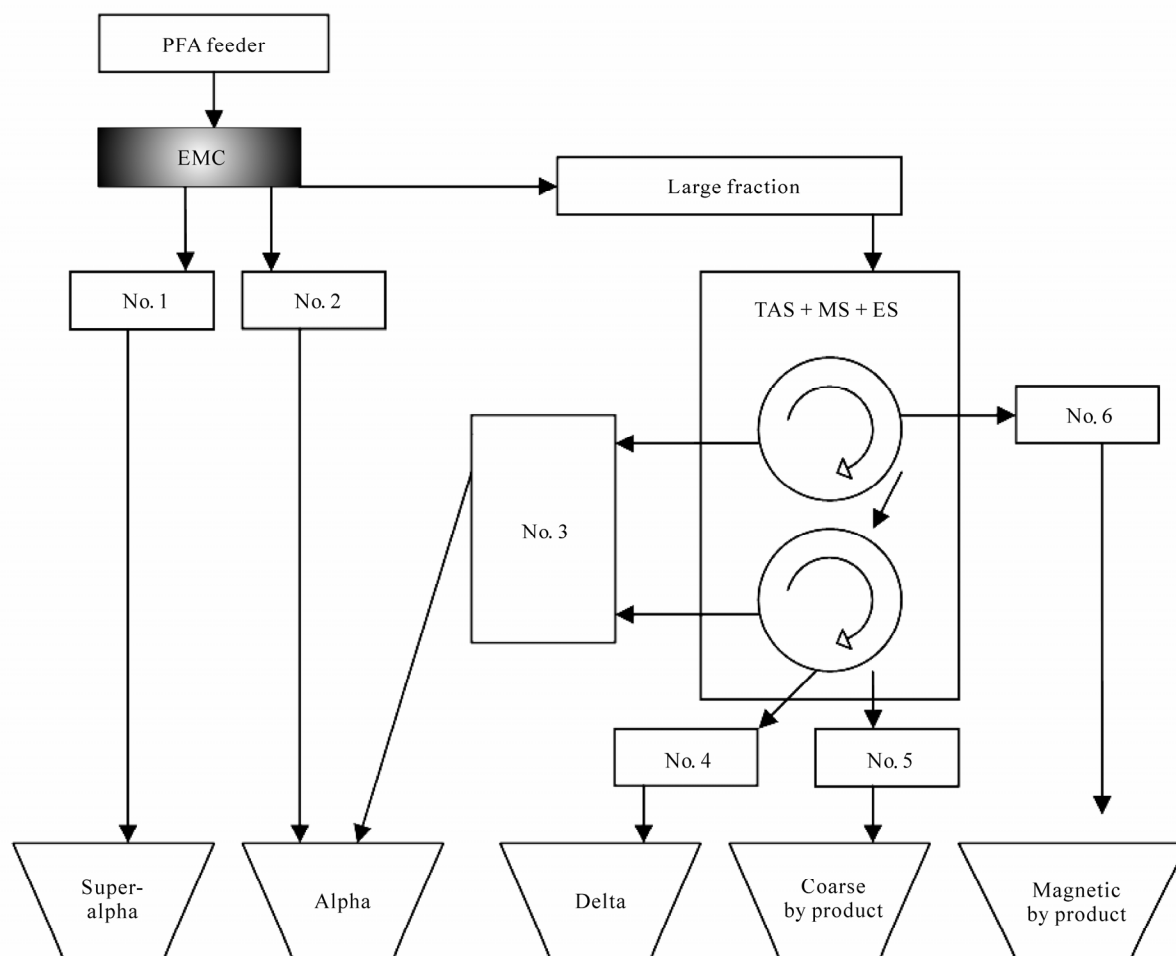 PFA feeder
EMC
Large fraction
No. 1
No. 2
TAS + MS + ES
No. 6
No. 3
No. 4
No. 5
Super-
alpha
Alpha
Delta
Coarse
by product
Magnetic
by product